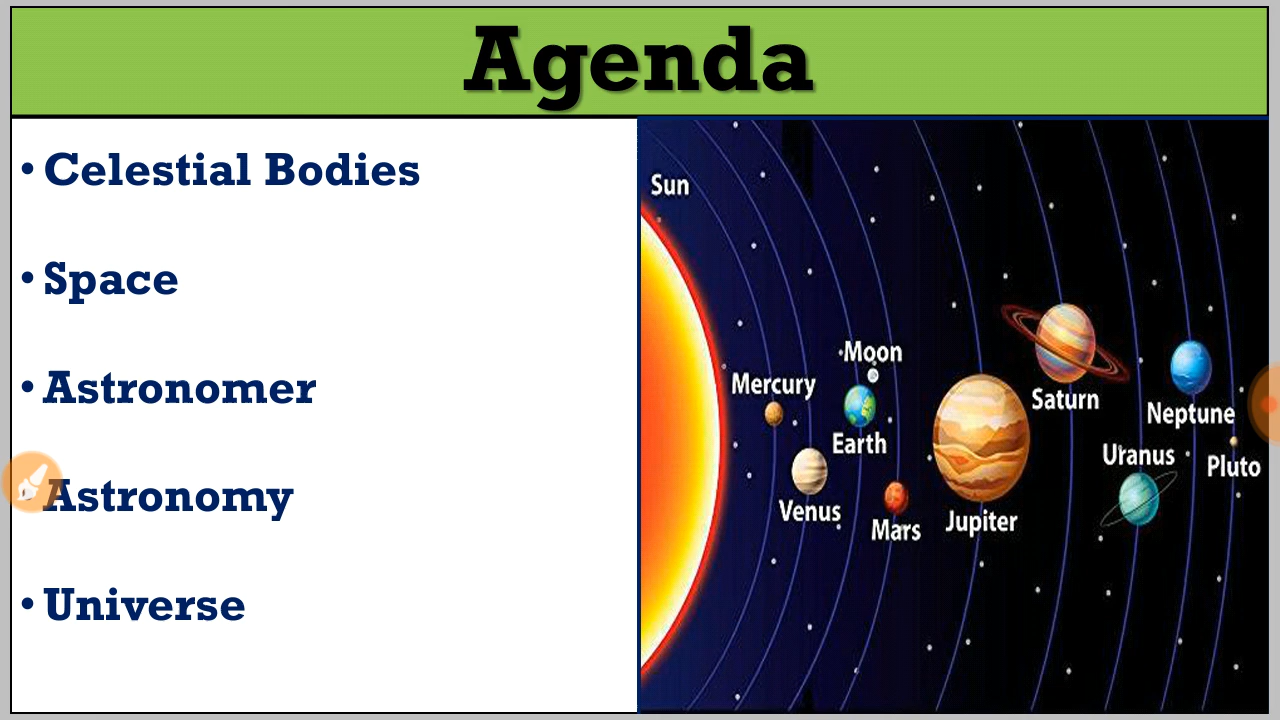 Agenda
• Celestial Bodies
• Space
• Astronomer
• Astronomy
• Universe
Sun
Mercury
Venus
Moon
Earth
Mars
Jupiter
Saturn
Uranus
Neptune
Pluto